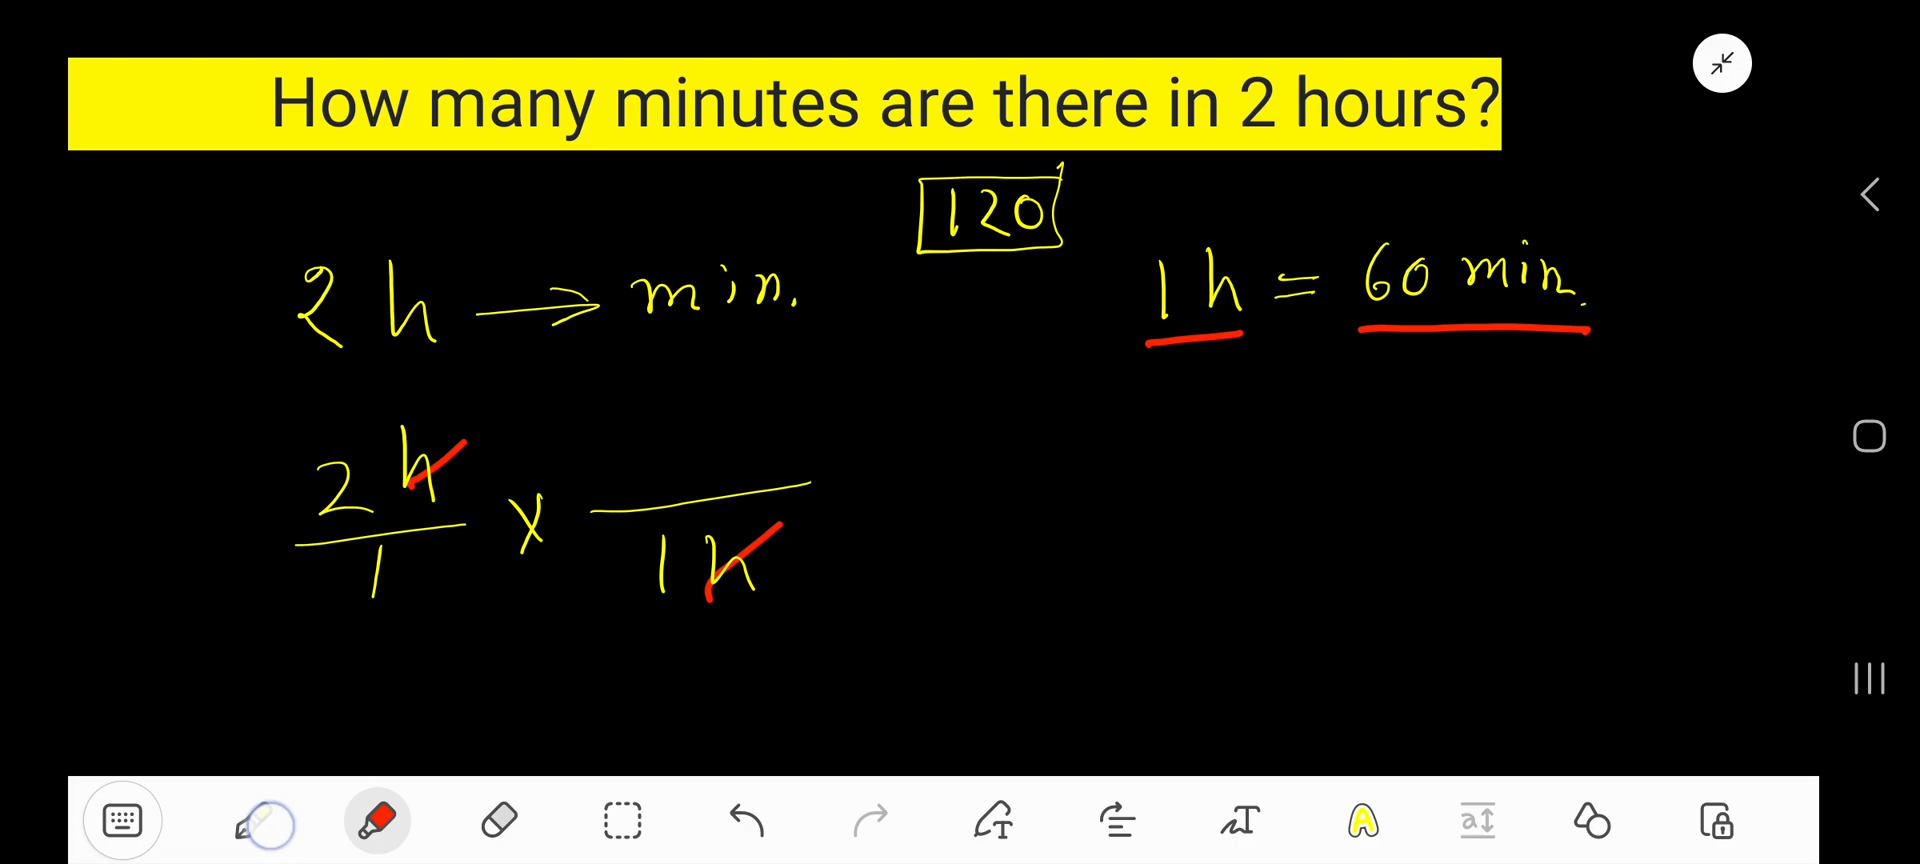 How many minutes are there in 2 hours?
120
2 h → min.
1 h = 60 min.
2 h
1
x
1 h
T
T
A
a↕